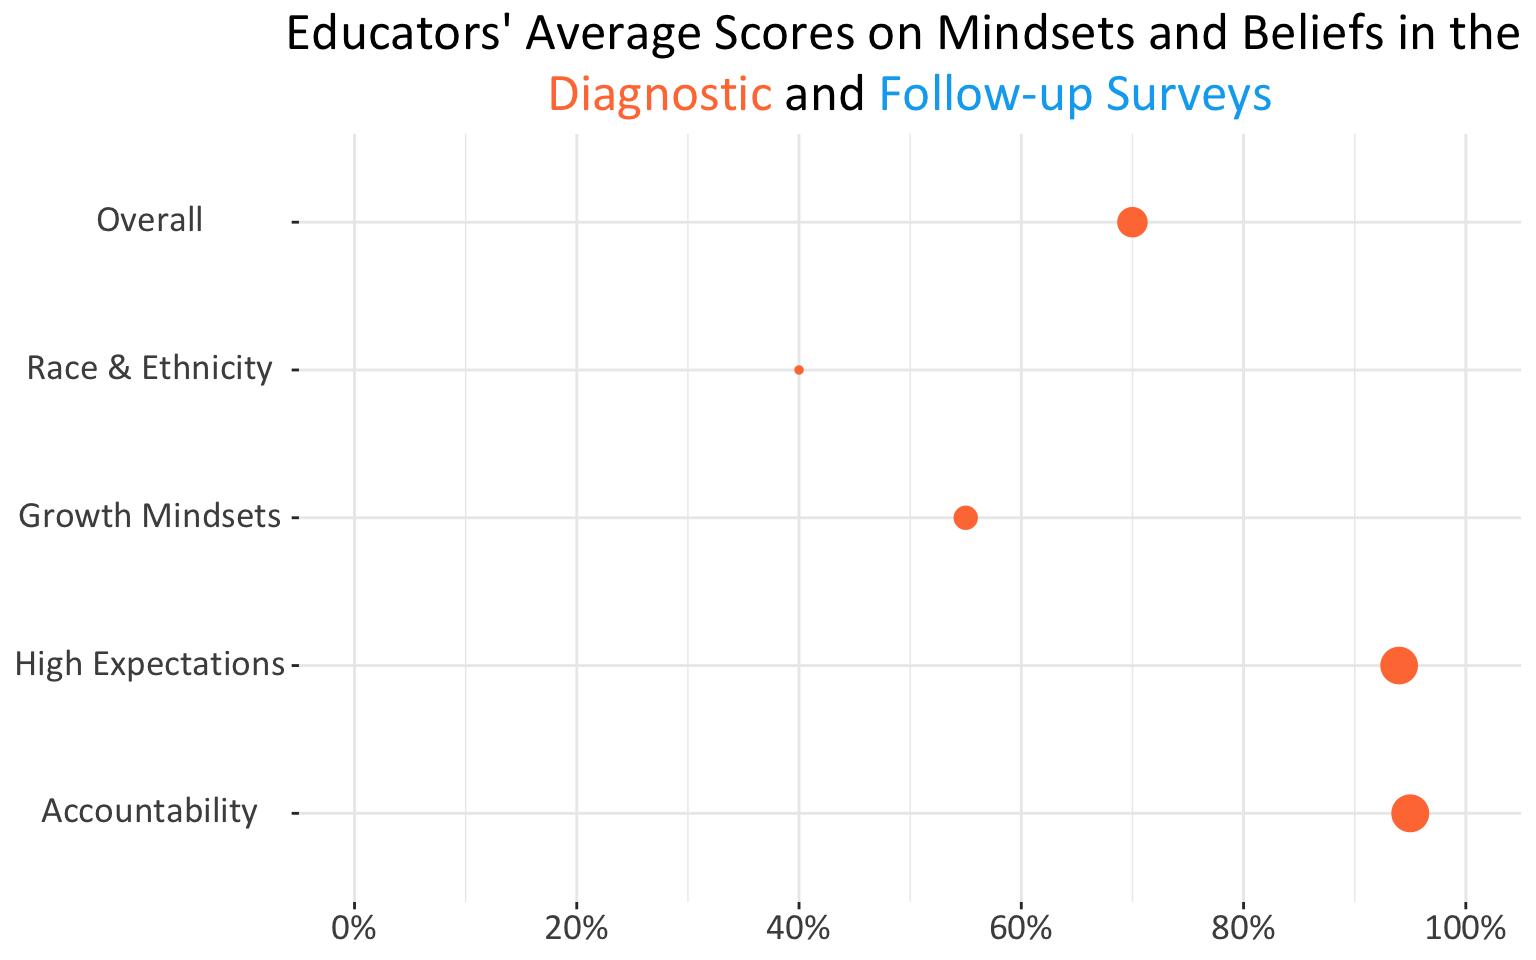 Educators' Average Scores on Mindsets and Beliefs in the
Diagnostic and Follow-up Surveys
Overall
Race & Ethnicity
Growth Mindsets
High Expectations
Accountability
0% 20% 40% 60% 80% 100%